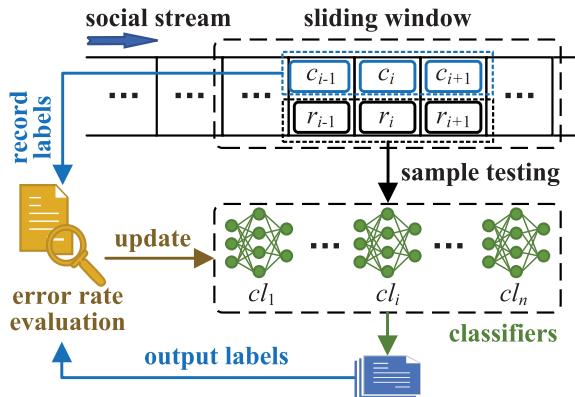 social stream
sliding window
c_{i-1} c_i c_{i+1}
... ... ... ...
r_{i-1} r_i r_{i+1}
record
labels
sample testing
update
... ...
cl_1 cl_i cl_n
error rate
evaluation
classifiers
output labels